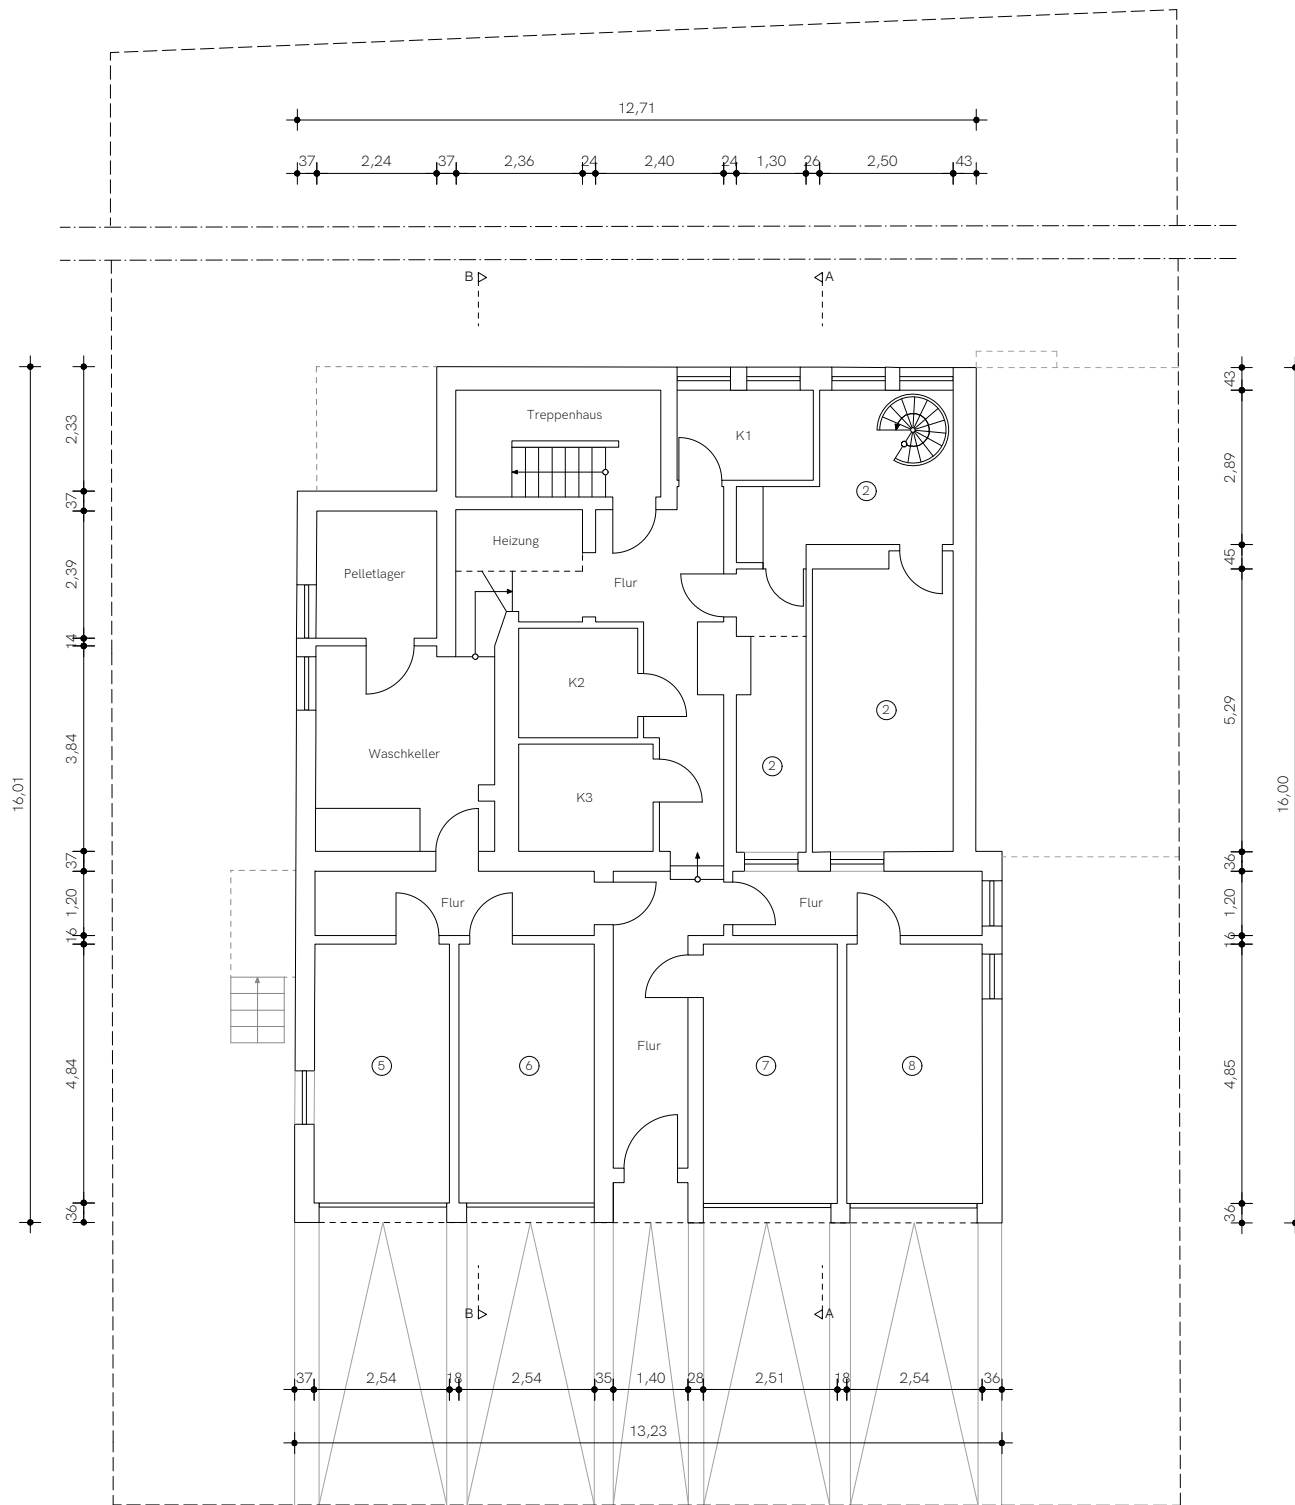 12,71
37 2,24 37 2,36 24 2,40 24 1,30 26 2,50 43
B A
2,33
37
2,39
14
3,84
37
1,20
16
4,84
36
16,01
43
2,89
45
5,29
36
1,20
16
4,85
36
16,00
Treppenhaus
K1
2
Heizung
Pelletlager
Flur
K2
2
Waschkeller
2
K3
Flur
Flur
Flur
5
6
7
8
B A
37 2,54 18 2,54 35 1,40 28 2,51 18 2,54 36
13,23